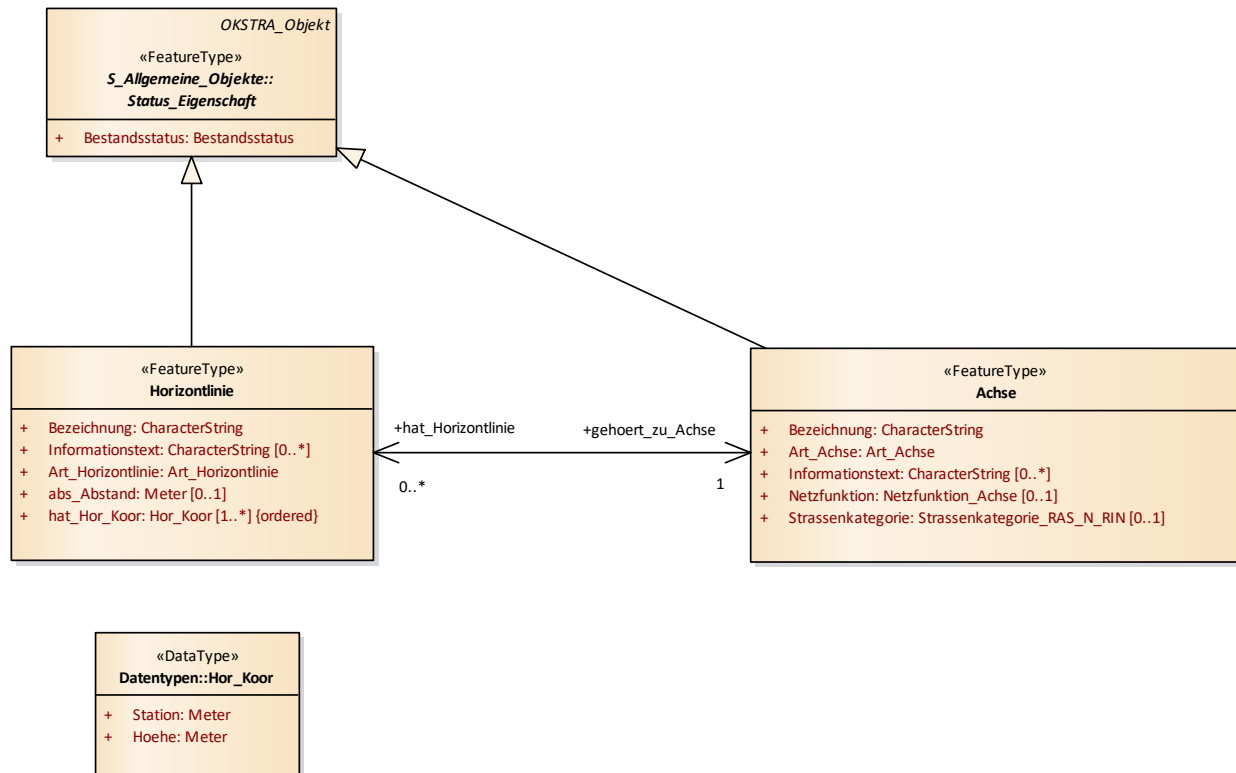 OKSTRA_Objekt
«FeatureType»
S_Allgemeine_Objekte::
Status_Eigenschaft
+ Bestandsstatus: Bestandsstatus
«FeatureType»
Horizontlinie
+ Bezeichnung: CharacterString
+ Informationstext: CharacterString [0..*]
+ Art_Horizontlinie: Art_Horizontlinie
+ abs_Abstand: Meter [0..1]
+ hat_Hor_Koor: Hor_Koor [1..*] {ordered}
+hat_Horizontlinie
0..*
+gehoert_zu_Achse
1
«FeatureType»
Achse
+ Bezeichnung: CharacterString
+ Art_Achse: Art_Achse
+ Informationstext: CharacterString [0..*]
+ Netzfunktion: Netzfunktion_Achse [0..1]
+ Strassenkategorie: Strassenkategorie_RAS_N_RIN [0..1]
«DataType»
Datentypen::Hor_Koor
+ Station: Meter
+ Hoehe: Meter